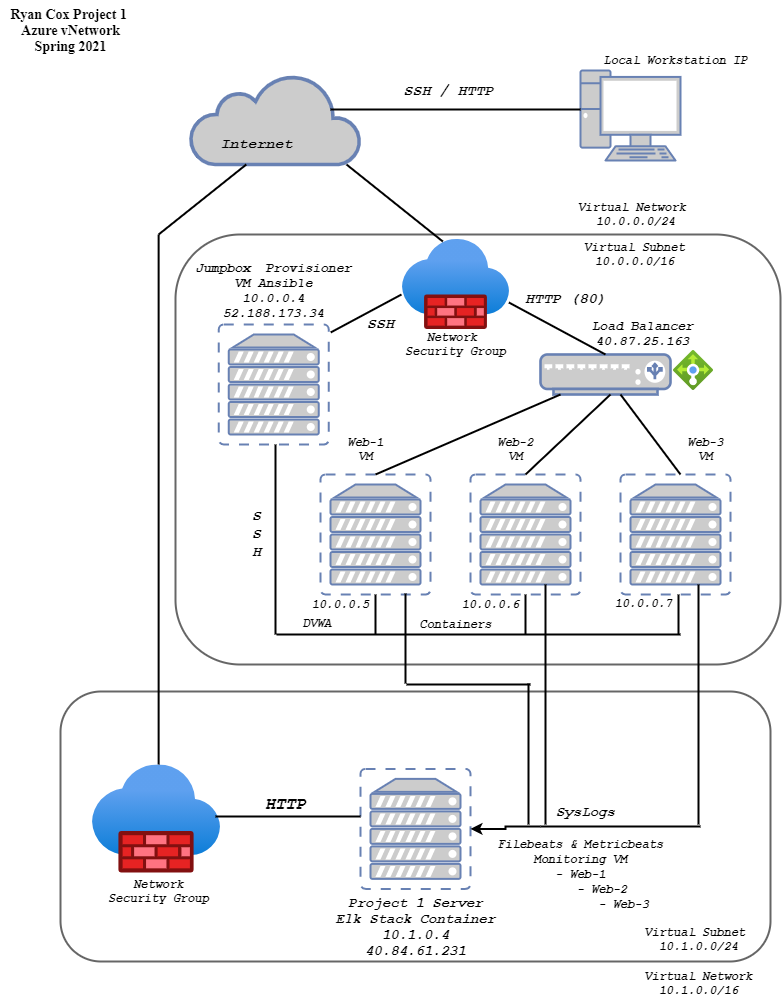 Ryan Cox Project 1
Azure vNetwork
Spring 2021
Local Workstation IP
SSH / HTTP
Internet
Virtual Network
10.0.0.0/24
Virtual Subnet
10.0.0.0/16
Jumpbox Provisioner
VM Ansible
10.0.0.4
52.188.173.34
SSH
HTTP (80)
Network
Security Group
Load Balancer
40.87.25.163
Web-1
VM
Web-2
VM
Web-3
VM
S
S
H
10.0.0.5
10.0.0.6
10.0.0.7
DVWA
Containers
HTTP
SysLogs
Filebeats & Metricbeats
Monitoring VM
- Web-1
- Web-2
- Web-3
Network
Security Group
Project 1 Server
Elk Stack Container
10.1.0.4
40.84.61.231
Virtual Subnet
10.1.0.0/24
Virtual Network
10.1.0.0/16